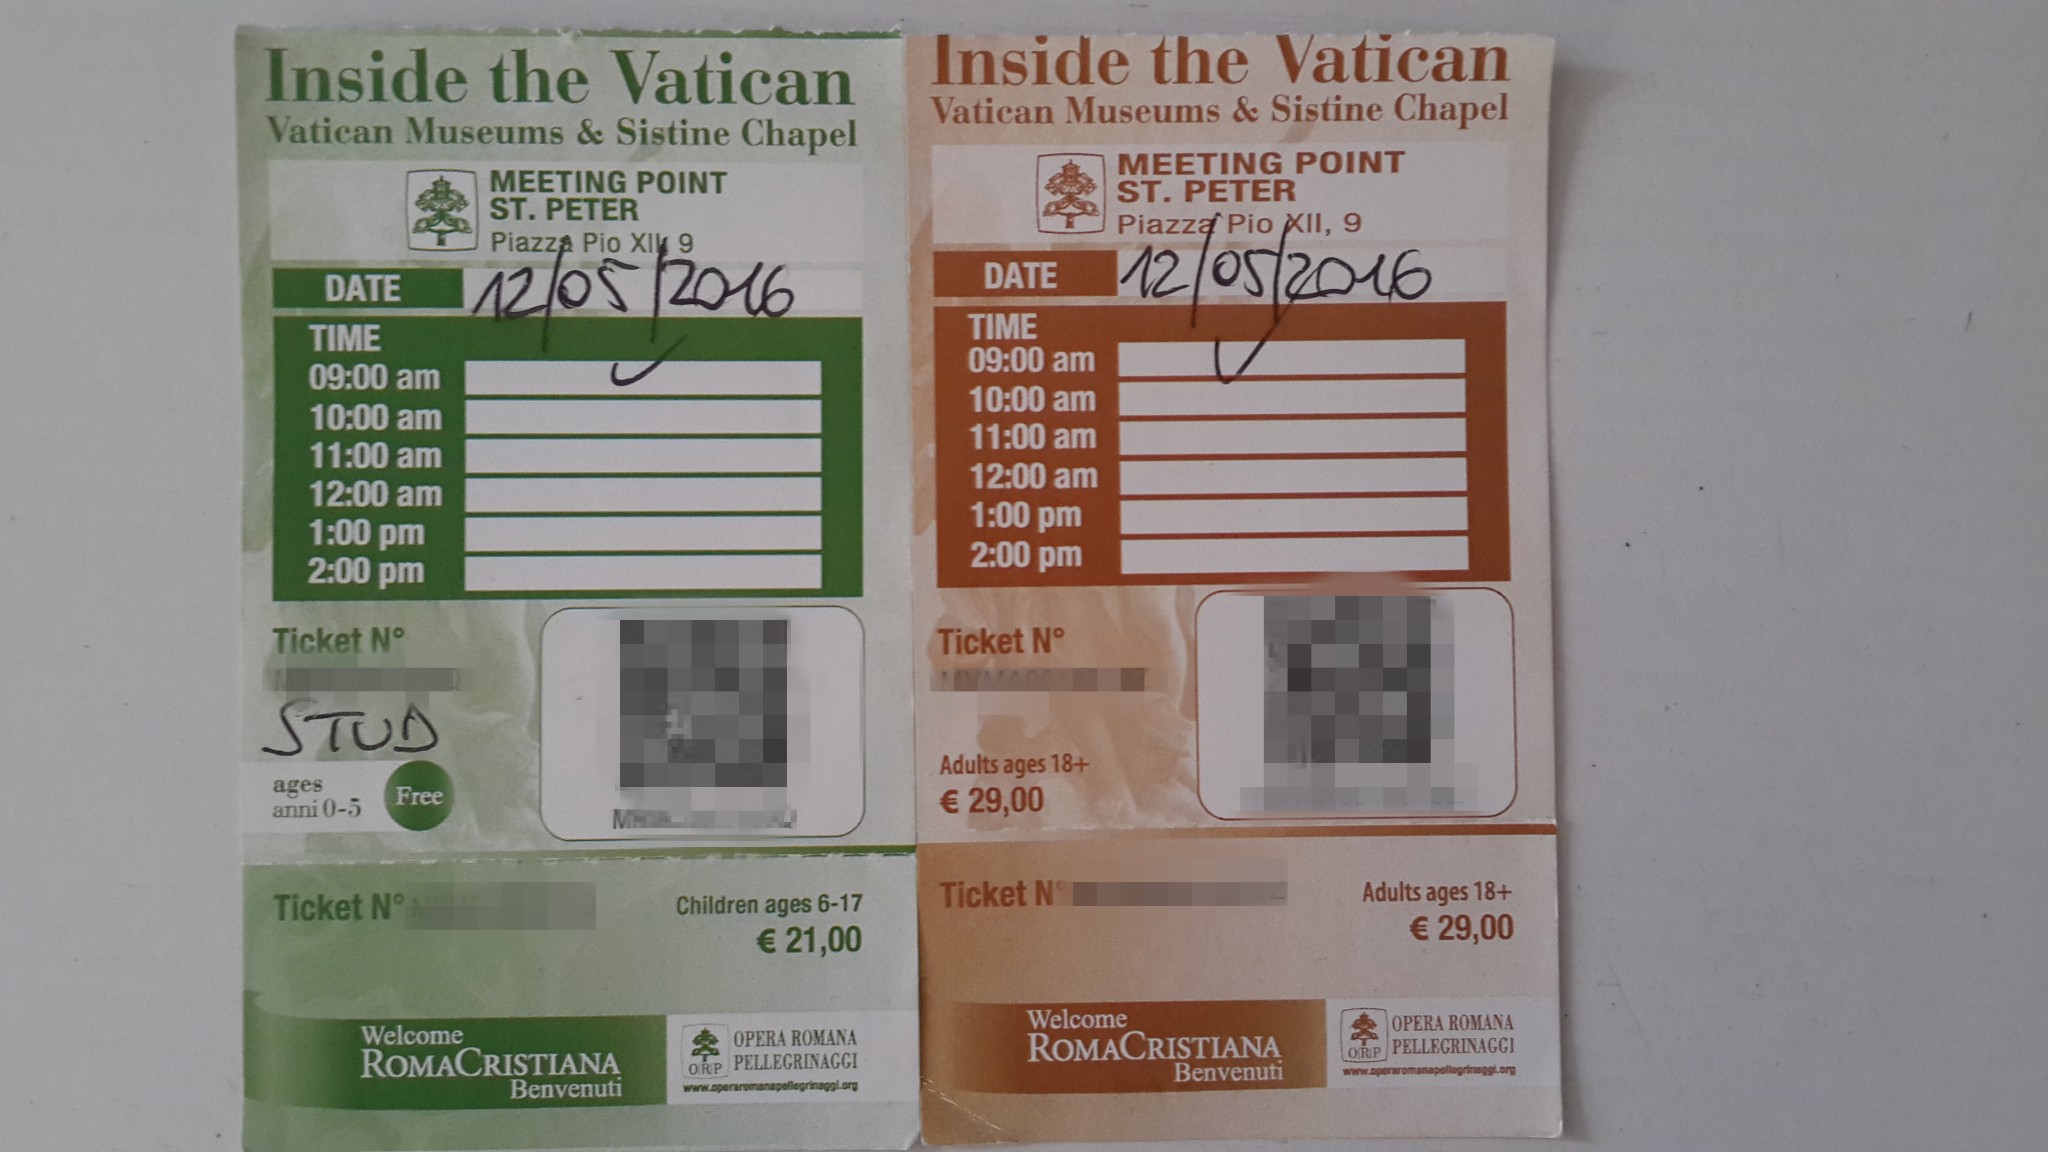 Inside the Vatican
Vatican Museums & Sistine Chapel
MEETING POINT
ST. PETER
Piazza Pio XII, 9
DATE 12/05/2016
TIME
09:00 am
10:00 am
11:00 am
12:00 am
1:00 pm
2:00 pm
Ticket N°
STUD
ages
anni 0-5
Free
Ticket N°
Children ages 6-17
€ 21,00
Welcome
ROMACRISTIANA
Benvenuti
O|R|P
OPERA ROMANA
PELLEGRINAGGI
www.operaromanapellegrinaggi.org
Inside the Vatican
Vatican Museums & Sistine Chapel
MEETING POINT
ST. PETER
Piazza Pio XII, 9
DATE 12/05/2016
TIME
09:00 am
10:00 am
11:00 am
12:00 am
1:00 pm
2:00 pm
Ticket N°
Adults ages 18+
€ 29,00
Ticket N°
Adults ages 18+
€ 29,00
Welcome
ROMACRISTIANA
Benvenuti
O|R|P
OPERA ROMANA
PELLEGRINAGGI
www.operaromanapellegrinaggi.org